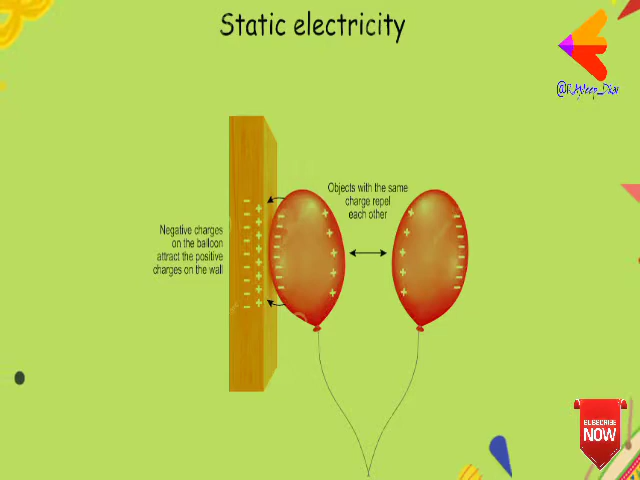 Static electricity
Objects with the same
charge repel
each other
Negative charges
on the balloon
attract the positive
charges on the wall
SUBSCRIBE
NOW